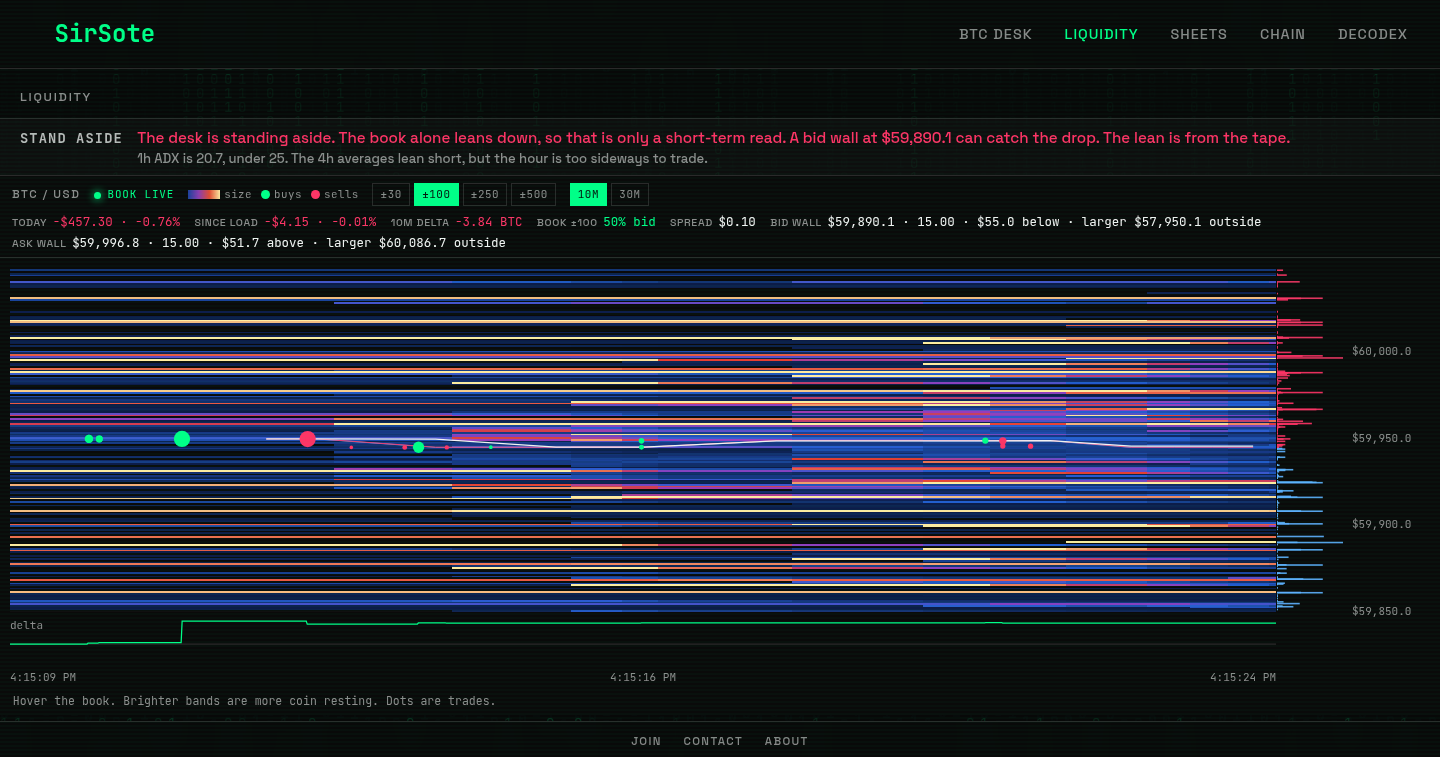 SirSote
BTC DESK LIQUIDITY SHEETS CHAIN DECODEX
LIQUIDITY
STAND ASIDE The desk is standing aside. The book alone leans down, so that is only a short-term read. A bid wall at $59,890.1 can catch the drop. The lean is from the tape.
1h ADX is 20.7, under 25. The 4h averages lean short, but the hour is too sideways to trade.
BTC / USD BOOK LIVE size buys sells ±30 ±100 ±250 ±500 10M 30M
TODAY -$457.30 · -0.76% SINCE LOAD -$4.15 · -0.01% 10M DELTA -3.84 BTC BOOK ±100 50% bid SPREAD $0.10 BID WALL $59,890.1 · 15.00 · $55.0 below · larger $57,950.1 outside
ASK WALL $59,996.8 · 15.00 · $51.7 above · larger $60,086.7 outside
$60,000.0
$59,950.0
$59,900.0
$59,850.0
delta
4:15:09 PM 4:15:16 PM 4:15:24 PM
Hover the book. Brighter bands are more coin resting. Dots are trades.
JOIN CONTACT ABOUT